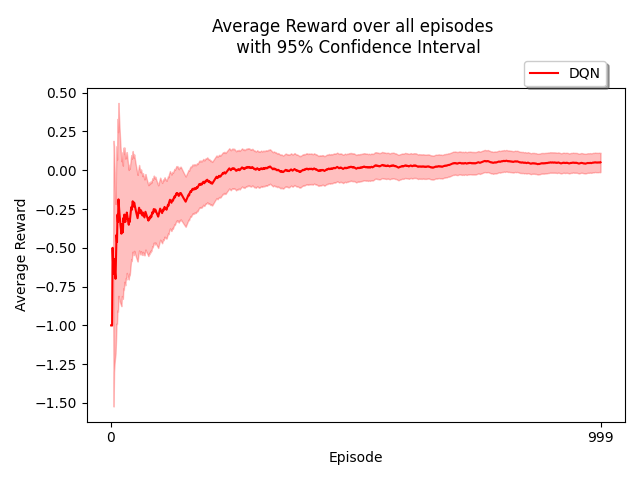 Average Reward over all episodes
with 95% Confidence Interval
DQN
0.50
0.25
0.00
−0.25
−0.50
−0.75
−1.00
−1.25
−1.50
Average Reward
0 999
Episode